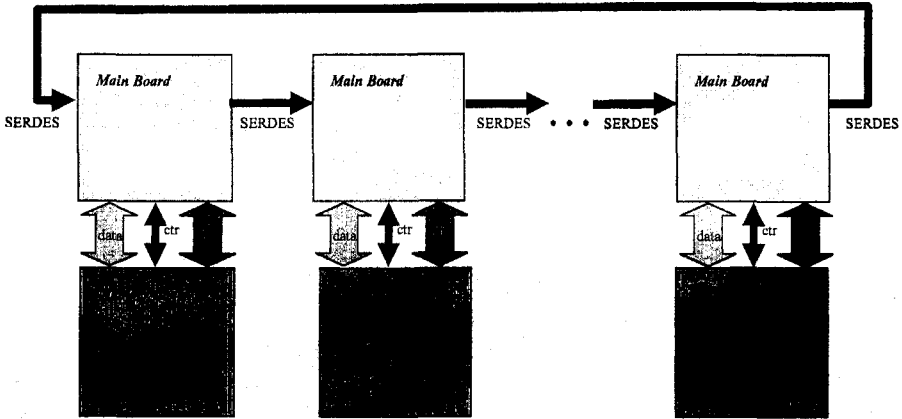 Main Board
Main Board
Main Board
SERDES
SERDES
SERDES
• • •
SERDES
SERDES
data
ctr
data
ctr
data
ctr